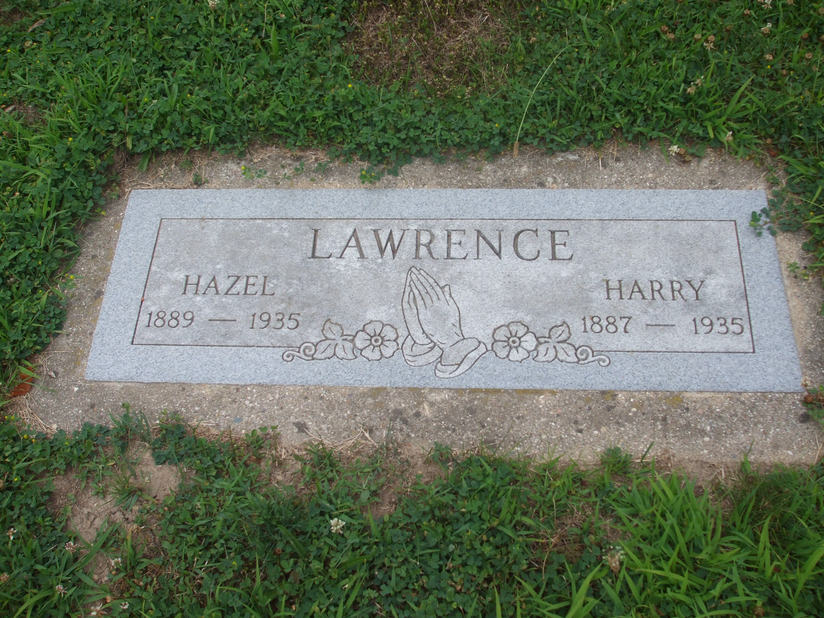 LAWRENCE
HAZEL
1889 — 1935
HARRY
1887 — 1935